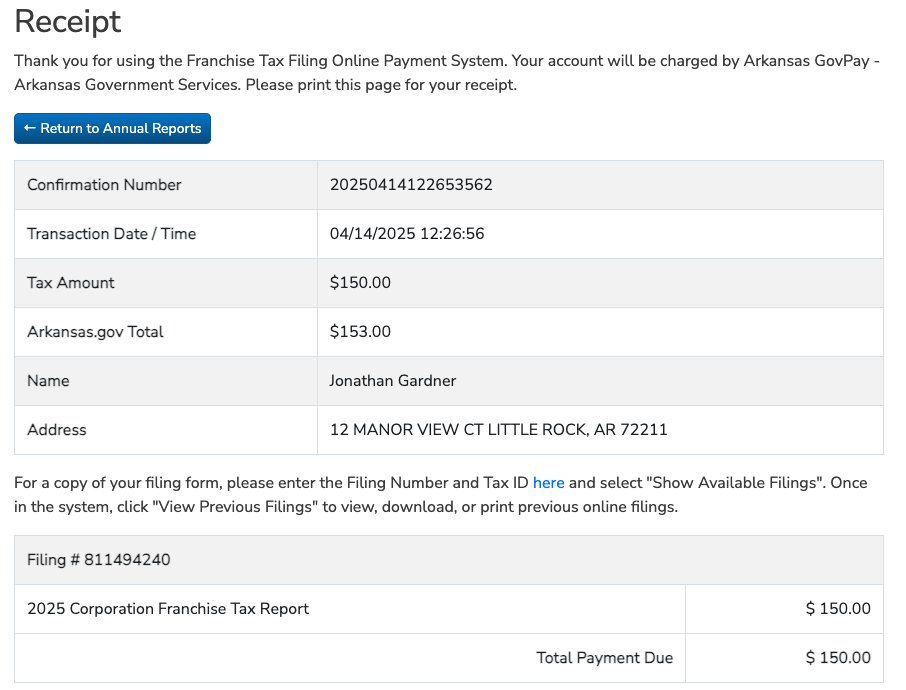 Receipt
Thank you for using the Franchise Tax Filing Online Payment System. Your account will be charged by Arkansas GovPay -
Arkansas Government Services. Please print this page for your receipt.
← Return to Annual Reports
Confirmation Number 20250414122653562
Transaction Date / Time 04/14/2025 12:26:56
Tax Amount $150.00
Arkansas.gov Total $153.00
Name Jonathan Gardner
Address 12 MANOR VIEW CT LITTLE ROCK, AR 72211
For a copy of your filing form, please enter the Filing Number and Tax ID here and select "Show Available Filings". Once
in the system, click "View Previous Filings" to view, download, or print previous online filings.
Filing # 811494240
2025 Corporation Franchise Tax Report $ 150.00
Total Payment Due $ 150.00